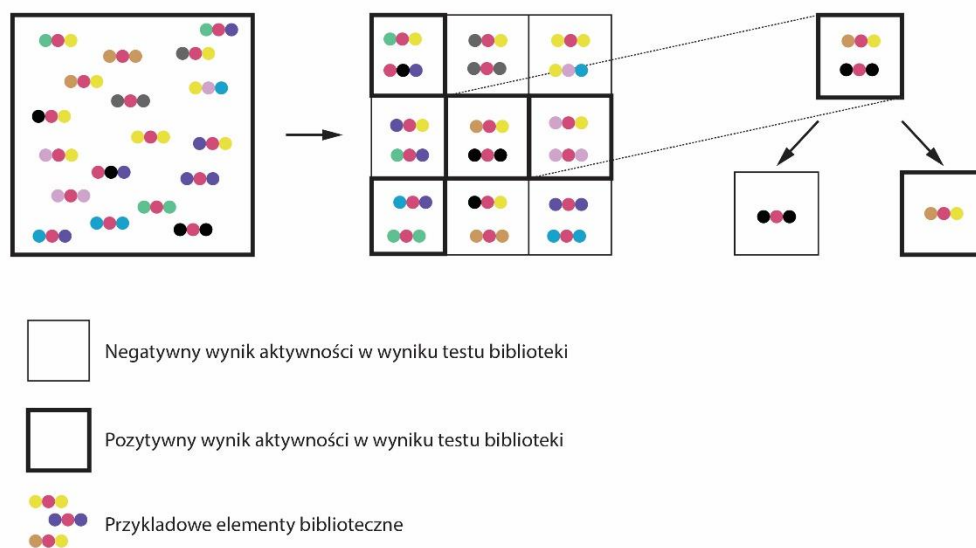 Negatywny wynik aktywności w wyniku testu biblioteki
Pozytywny wynik aktywności w wyniku testu biblioteki
Przykladowe elementy biblioteczne